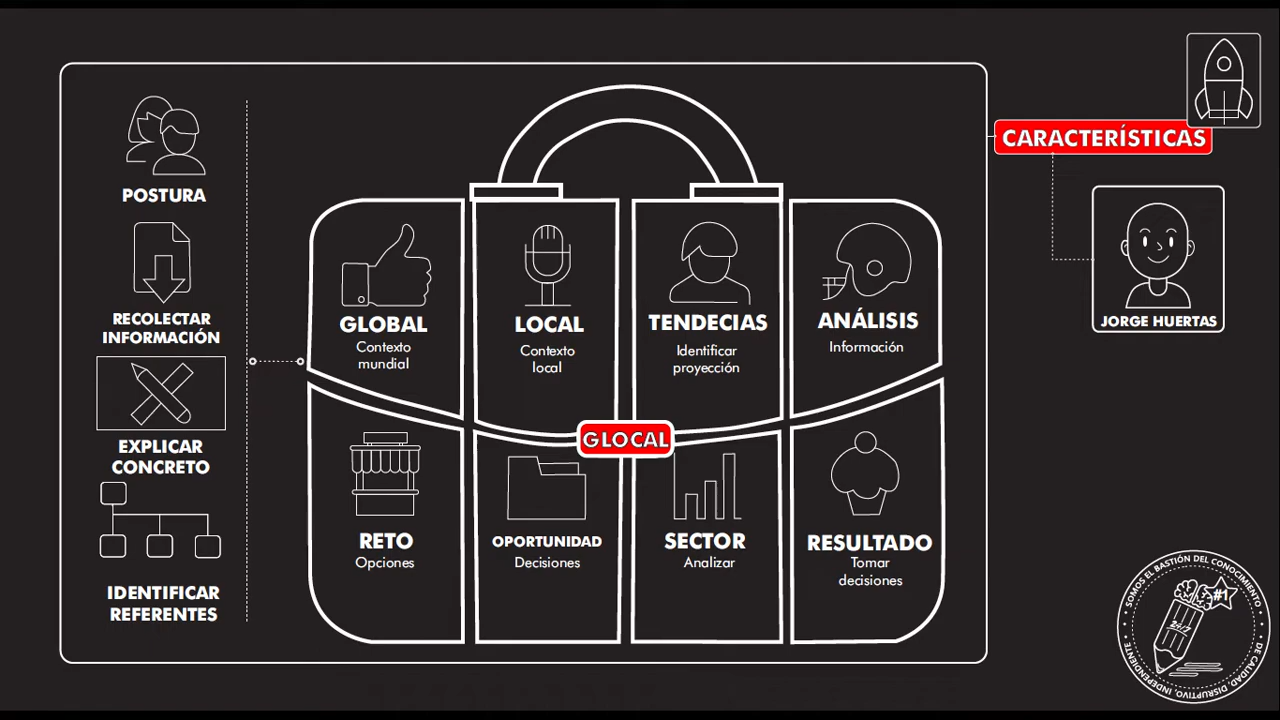 CARACTERÍSTICAS
JORGE HUERTAS
POSTURA
RECOLECTAR
INFORMACIÓN
EXPLICAR
CONCRETO
IDENTIFICAR
REFERENTES
GLOBAL
Contexto
mundial
LOCAL
Contexto
local
TENDECIAS
Identificar
proyección
ANÁLISIS
Información
GLOCAL
RETO
Opciones
OPORTUNIDAD
Decisiones
SECTOR
Analizar
RESULTADO
Tomar
decisiones
SOMOS EL BASTIÓN DEL CONOCIMIENTO
DE CALIDAD, DISRUPTIVO, INDEPENDIENTE
#1
24/7